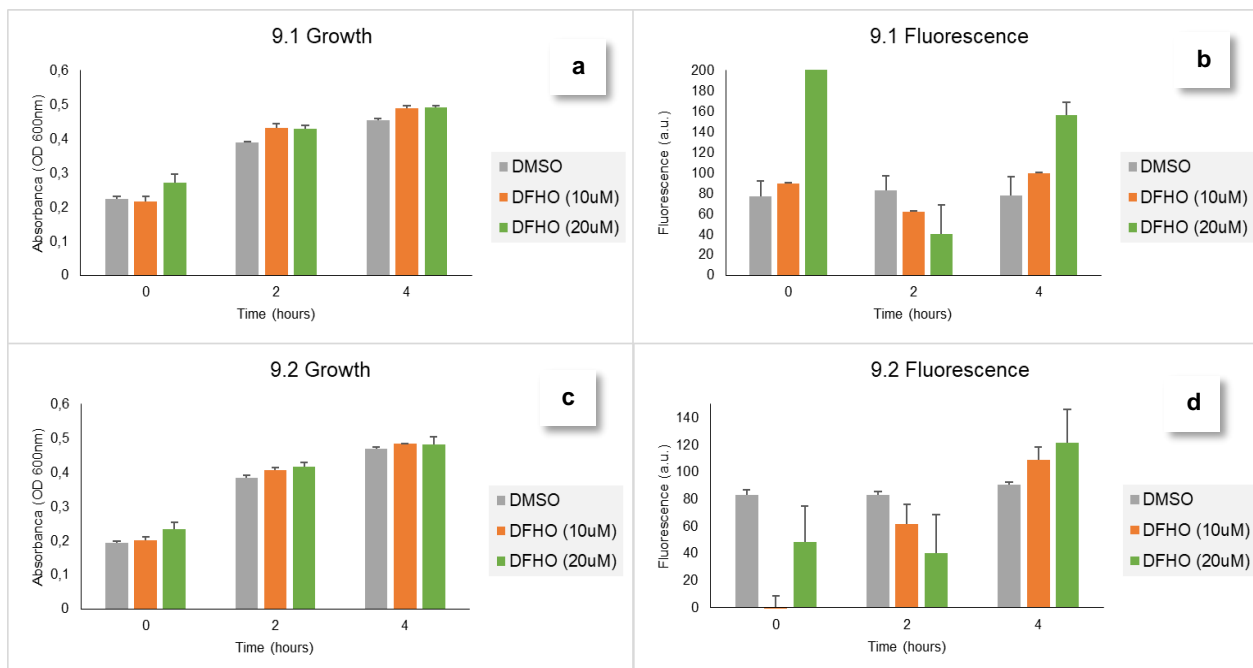 9.1 Growth
a
Absorbanca (OD 600nm)
0,6
0,5
0,4
0,3
0,2
0,1
0
0 2 4
Time (hours)
DMSO
DFHO (10uM)
DFHO (20uM)
9.1 Fluorescence
b
Fluorescence (a.u.)
200
180
160
140
120
100
80
60
40
20
0
0 2 4
Time (hours)
DMSO
DFHO (10uM)
DFHO (20uM)
9.2 Growth
c
Absorbanca (OD 600nm)
0,6
0,5
0,4
0,3
0,2
0,1
0
0 2 4
Time (hours)
DMSO
DFHO (10uM)
DFHO (20uM)
9.2 Fluorescence
d
Fluorescence (a.u.)
140
120
100
80
60
40
20
0
0 2 4
Time (hours)
DMSO
DFHO (10uM)
DFHO (20uM)